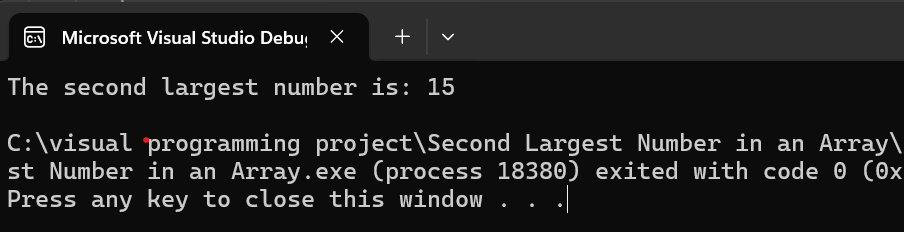 Microsoft Visual Studio Debu
The second largest number is: 15
C:\visual programming project\Second Largest Number in an Array\
st Number in an Array.exe (process 18380) exited with code 0 (0x
Press any key to close this window . . .